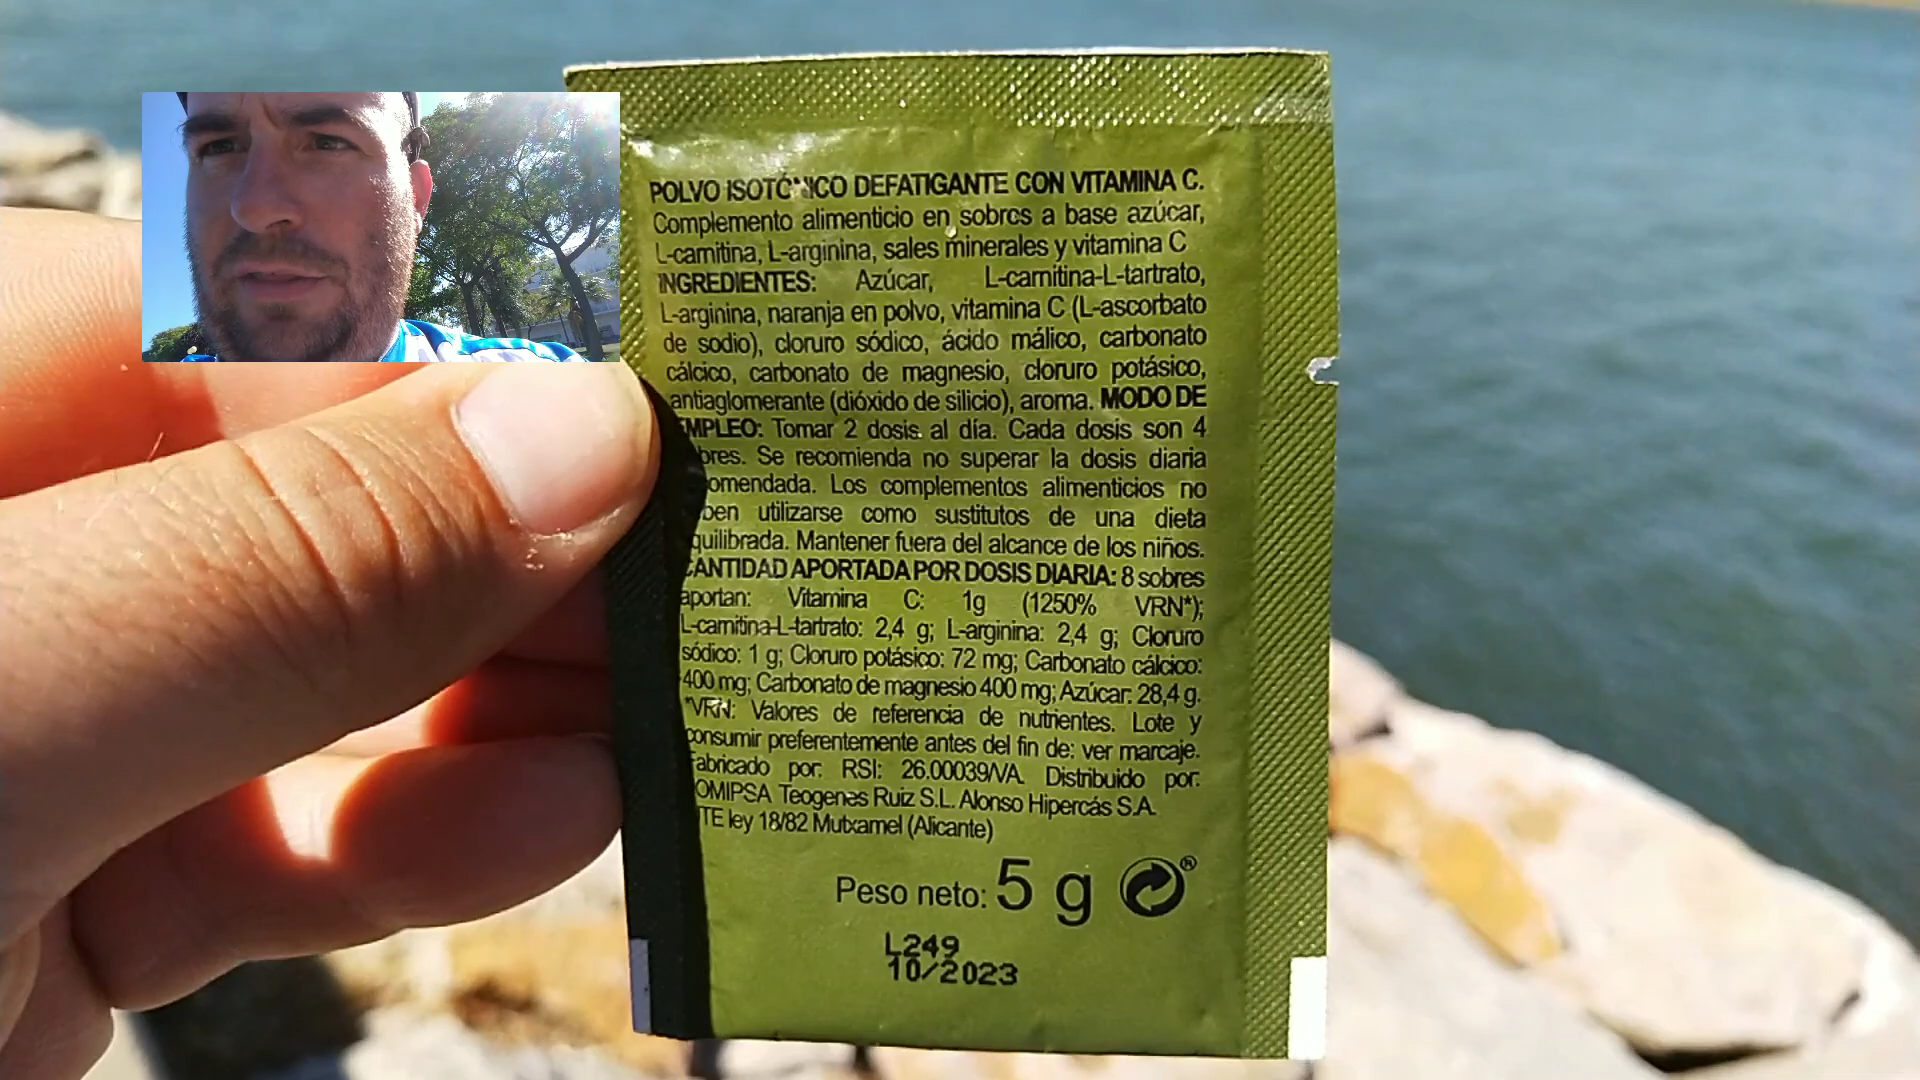 POLVO ISOTÓNICO DEFATIGANTE CON VITAMINA C.
Complemento alimenticio en sobres a base azúcar,
L-carnitina, L-arginina, sales minerales y vitamina C
INGREDIENTES: Azúcar, L-carnitina-L-tartrato,
L-arginina, naranja en polvo, vitamina C (L-ascorbato
de sodio), cloruro sódico, ácido málico, carbonato
cálcico, carbonato de magnesio, cloruro potásico,
antiaglomerante (dióxido de silicio), aroma. MODO DE
MPLEO: Tomar 2 dosis al día. Cada dosis son 4
bres. Se recomienda no superar la dosis diaria
omendada. Los complementos alimenticios no
ben utilizarse como sustitutos de una dieta
quilibrada. Mantener fuera del alcance de los niños.
CANTIDAD APORTADA POR DOSIS DIARIA: 8 sobres
aportan: Vitamina C: 1g (1250% VRN*);
L-carnitina-L-tartrato: 2,4 g; L-arginina: 2,4 g; Cloruro
sódico: 1 g; Cloruro potásico: 72 mg; Carbonato cálcico:
400 mg; Carbonato de magnesio 400 mg; Azúcar: 28,4 g.
*VRN: Valores de referencia de nutrientes. Lote y
consumir preferentemente antes del fin de: ver marcaje.
Fabricado por: RSI: 26.00039/VA. Distribuido por:
OMIPSA Teogenes Ruiz S.L. Alonso Hipercás S.A.
TE ley 18/82 Mutxamel (Alicante)
Peso neto: 5 g ®
L249
10/2023